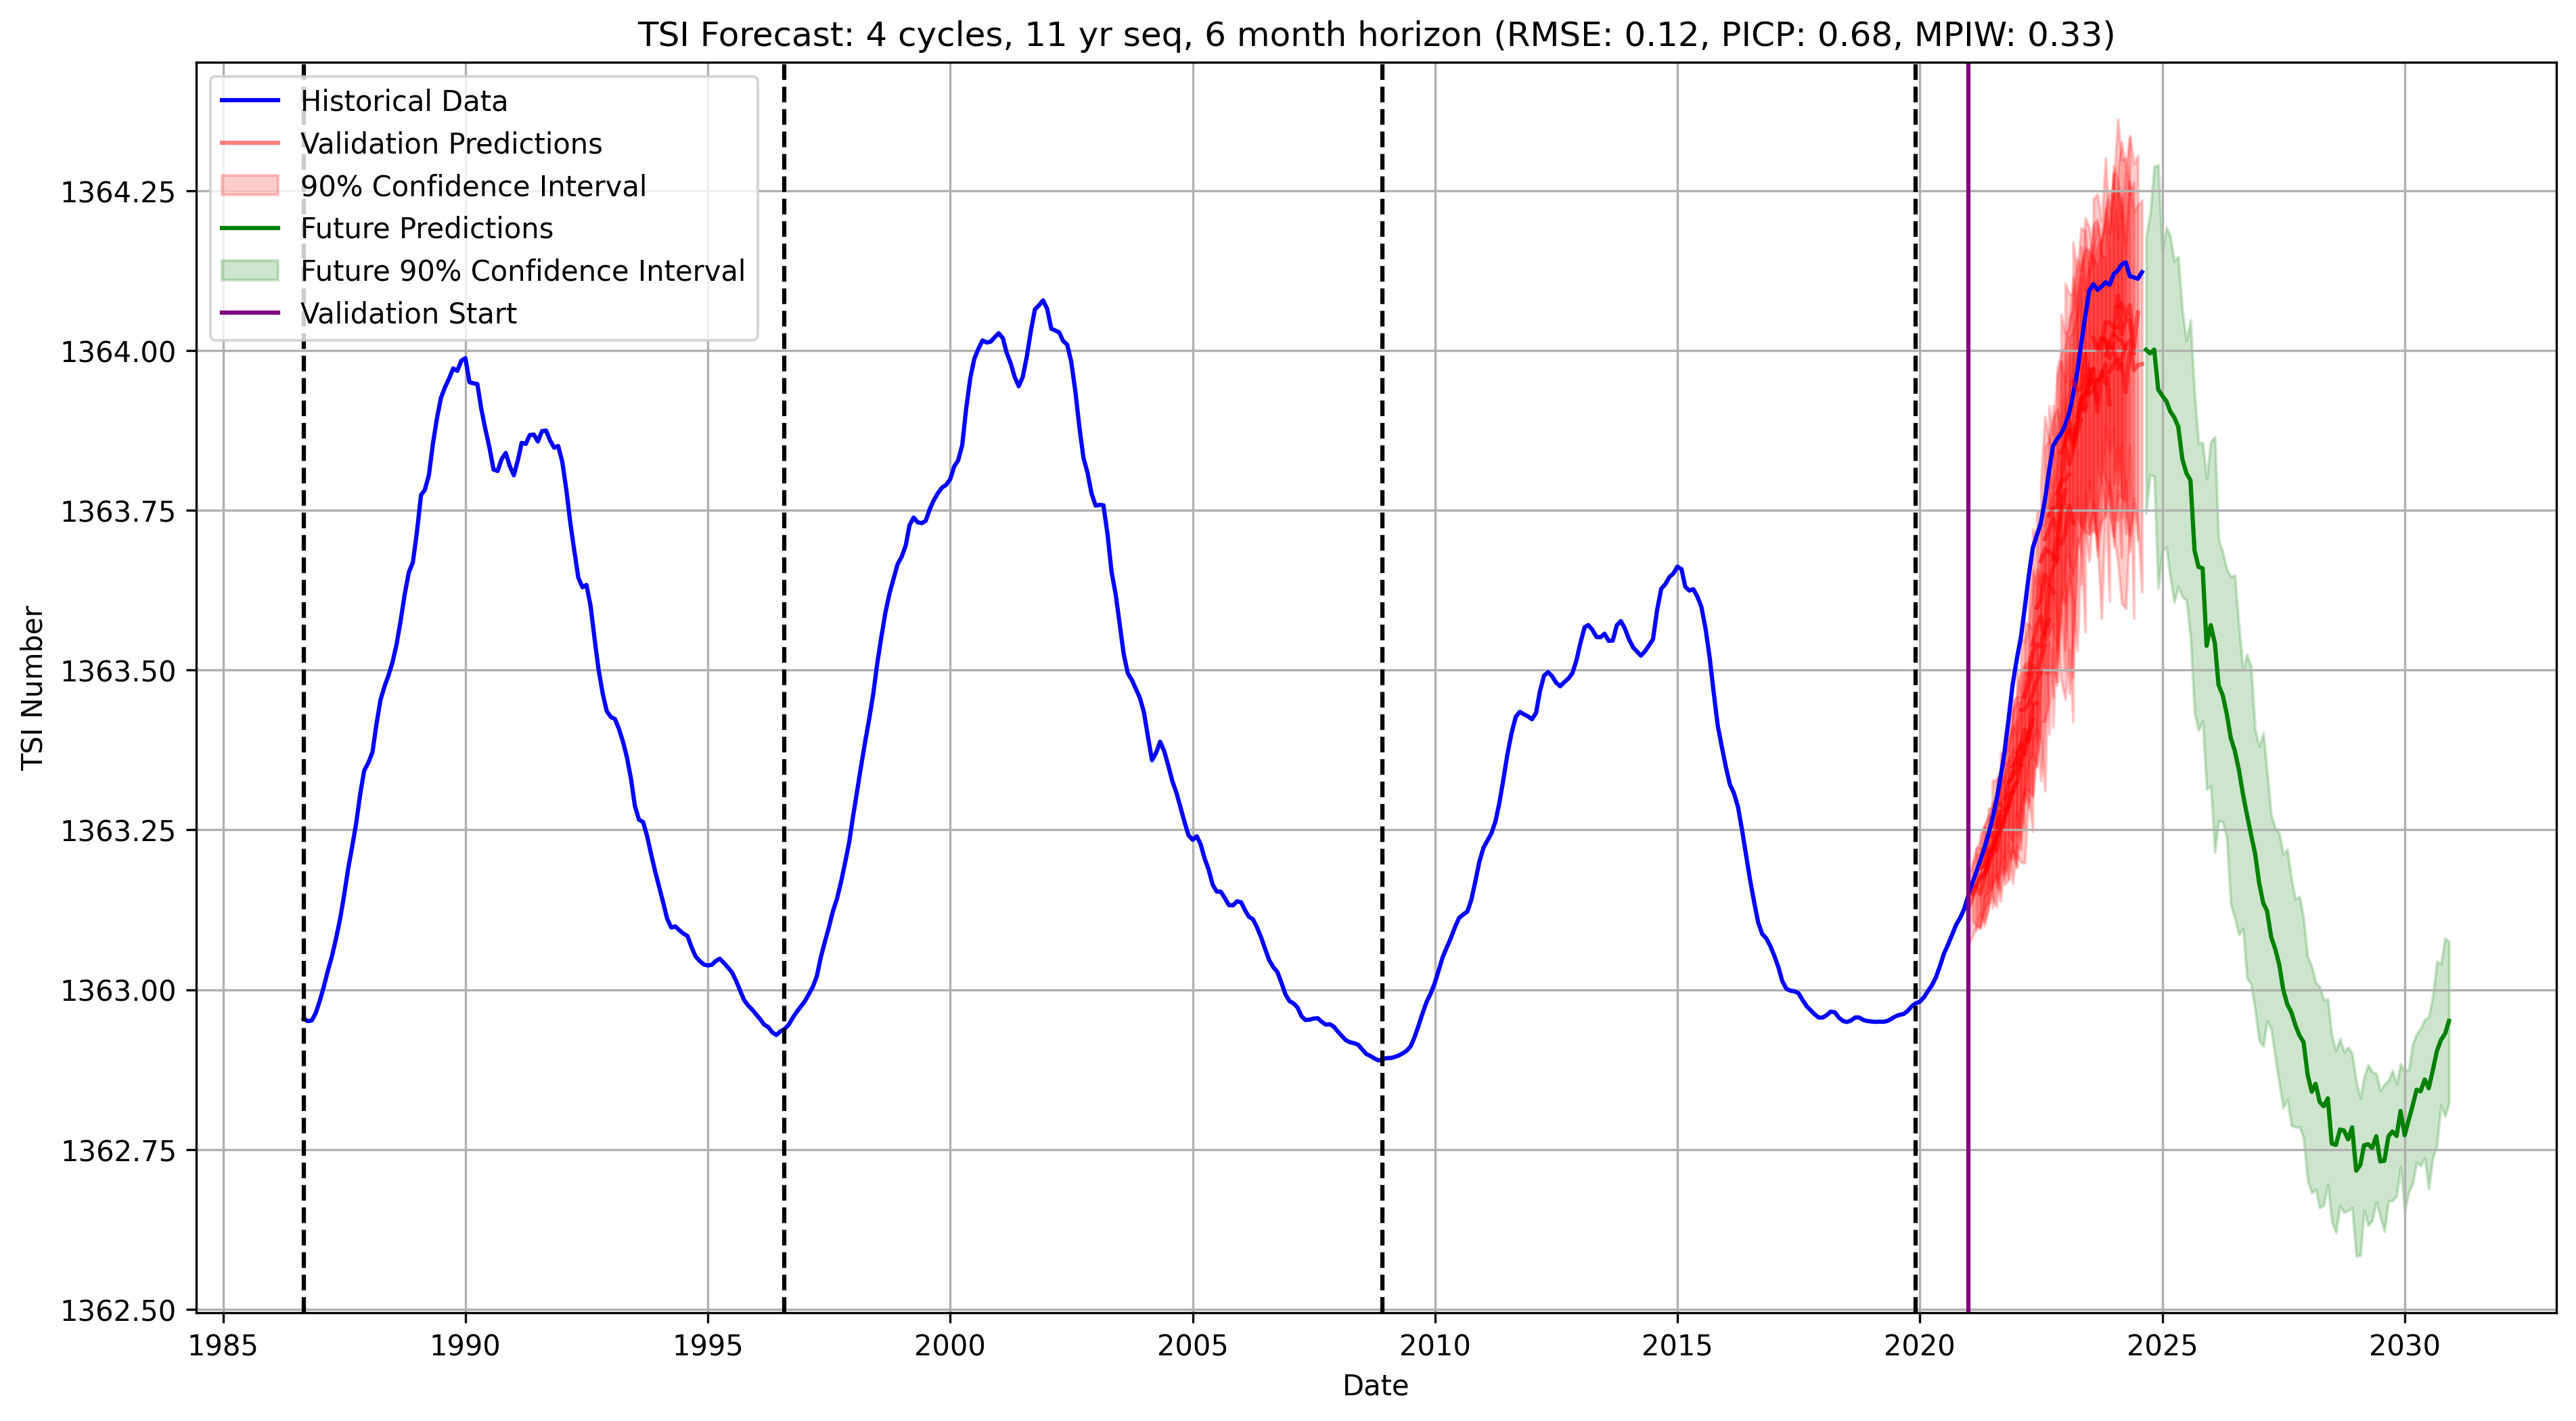 TSI Forecast: 4 cycles, 11 yr seq, 6 month horizon (RMSE: 0.12, PICP: 0.68, MPIW: 0.33)
Historical Data
Validation Predictions
90% Confidence Interval
Future Predictions
Future 90% Confidence Interval
Validation Start
TSI Number
1364.25
1364.00
1363.75
1363.50
1363.25
1363.00
1362.75
1362.50
1985 1990 1995 2000 2005 2010 2015 2020 2025 2030
Date